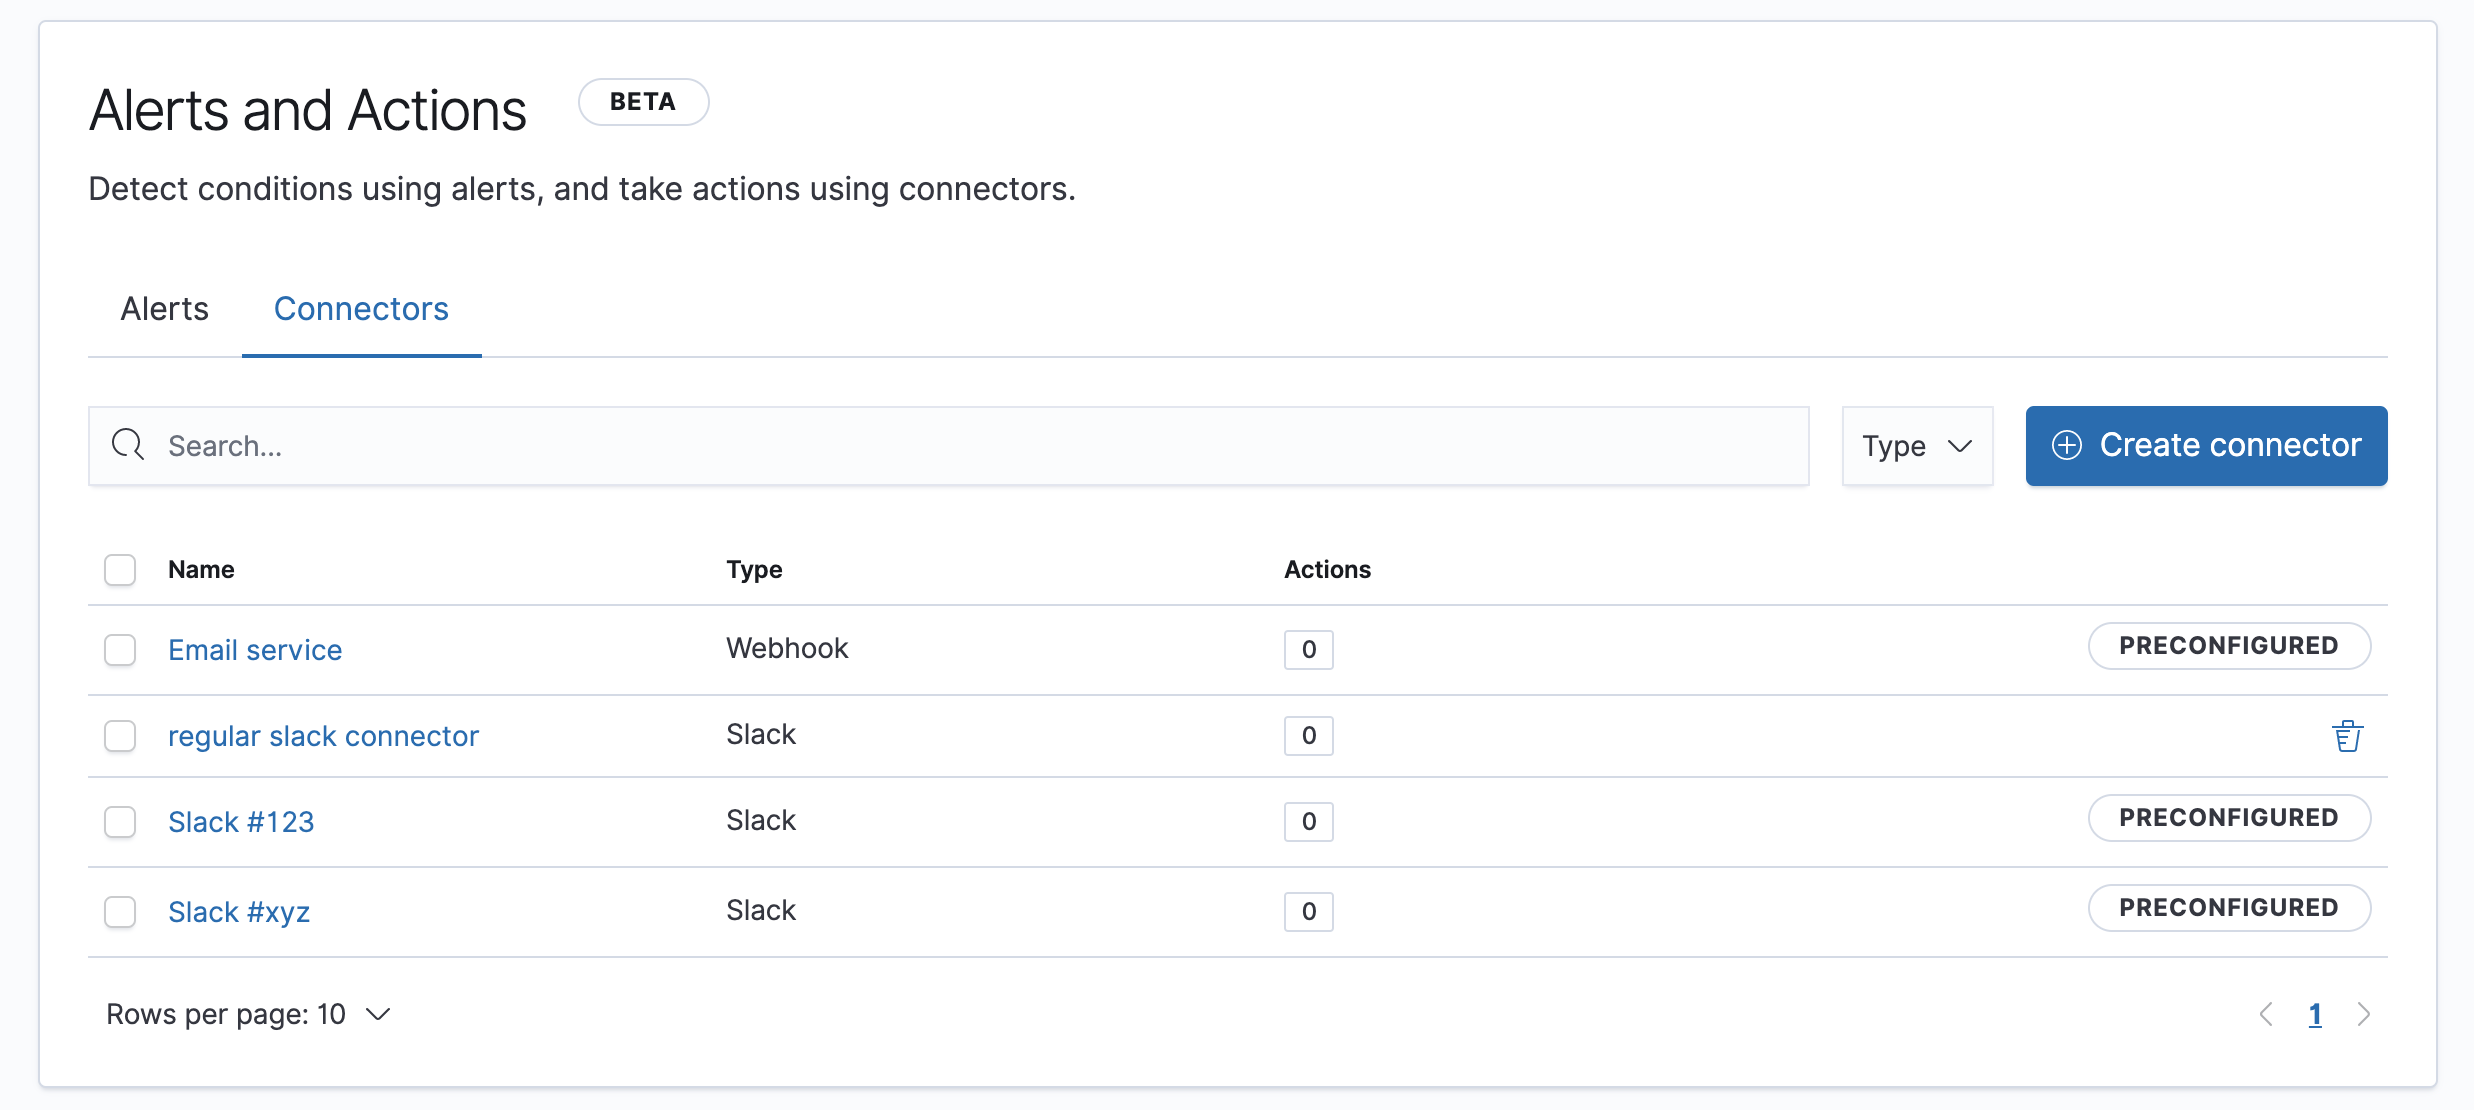 Alerts and Actions BETA
Detect conditions using alerts, and take actions using connectors.
Alerts Connectors
Search... Type Create connector
Name Type Actions
Email service Webhook 0 PRECONFIGURED
regular slack connector Slack 0
Slack #123 Slack 0 PRECONFIGURED
Slack #xyz Slack 0 PRECONFIGURED
Rows per page: 10 1